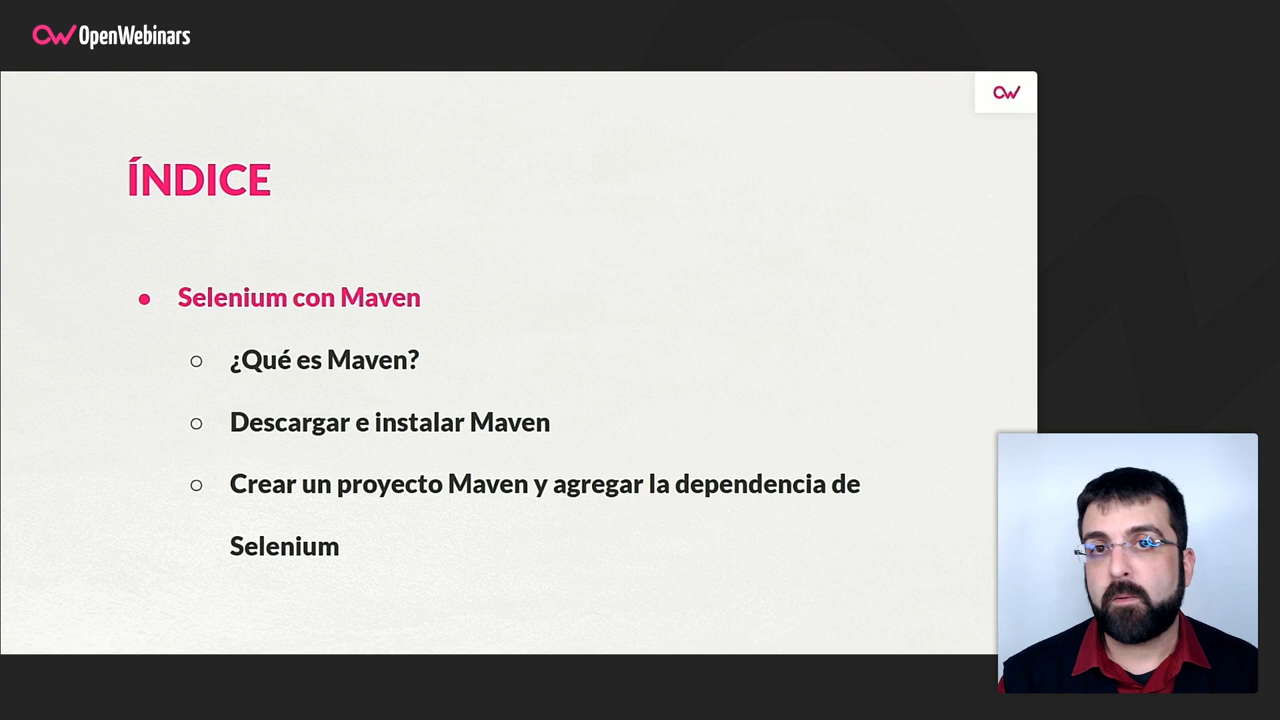 OpenWebinars
ÍNDICE
● Selenium con Maven
○ ¿Qué es Maven?
○ Descargar e instalar Maven
○ Crear un proyecto Maven y agregar la dependencia de
Selenium